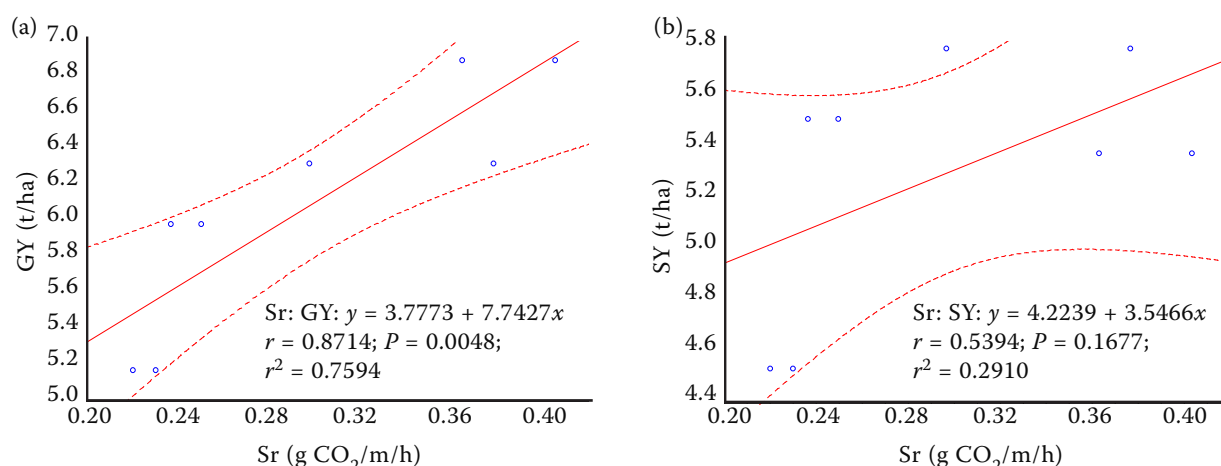 (a)
7.0
6.8
6.6
6.4
6.2
6.0
5.8
5.6
5.4
5.2
5.0
GY (t/ha)
Sr: GY: y = 3.7773 + 7.7427x
r = 0.8714; P = 0.0048;
r² = 0.7594
0.20 0.24 0.28 0.32 0.36 0.40
Sr (g CO₂/m/h)
(b)
5.8
5.6
5.4
5.2
5.0
4.8
4.6
4.4
SY (t/ha)
Sr: SY: y = 4.2239 + 3.5466x
r = 0.5394; P = 0.1677;
r² = 0.2910
0.20 0.24 0.28 0.32 0.36 0.40
Sr (g CO₂/m/h)